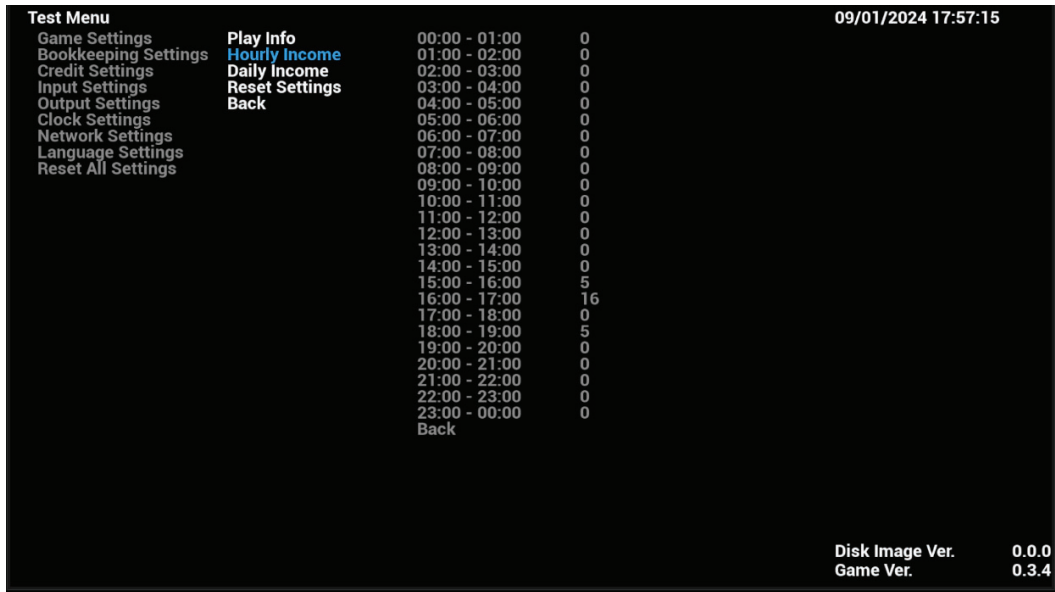 Test Menu
09/01/2024 17:57:15
Game Settings
Bookkeeping Settings
Credit Settings
Input Settings
Output Settings
Clock Settings
Network Settings
Language Settings
Reset All Settings
Play Info
Hourly Income
Daily Income
Reset Settings
Back
00:00 - 01:00 0
01:00 - 02:00 0
02:00 - 03:00 0
03:00 - 04:00 0
04:00 - 05:00 0
05:00 - 06:00 0
06:00 - 07:00 0
07:00 - 08:00 0
08:00 - 09:00 0
09:00 - 10:00 0
10:00 - 11:00 0
11:00 - 12:00 0
12:00 - 13:00 0
13:00 - 14:00 0
14:00 - 15:00 0
15:00 - 16:00 5
16:00 - 17:00 16
17:00 - 18:00 0
18:00 - 19:00 5
19:00 - 20:00 0
20:00 - 21:00 0
21:00 - 22:00 0
22:00 - 23:00 0
23:00 - 00:00 0
Back
Disk Image Ver. 0.0.0
Game Ver. 0.3.4